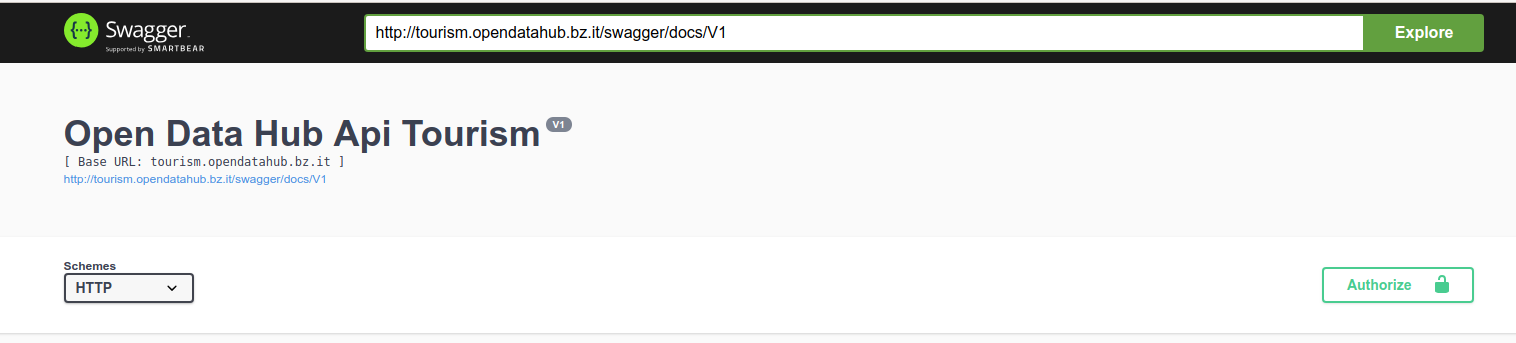 {···} Swagger
Supported by SMARTBEAR
http://tourism.opendatahub.bz.it/swagger/docs/V1
Explore
Open Data Hub Api Tourism V1
[ Base URL: tourism.opendatahub.bz.it ]
http://tourism.opendatahub.bz.it/swagger/docs/V1
Schemes
HTTP
Authorize